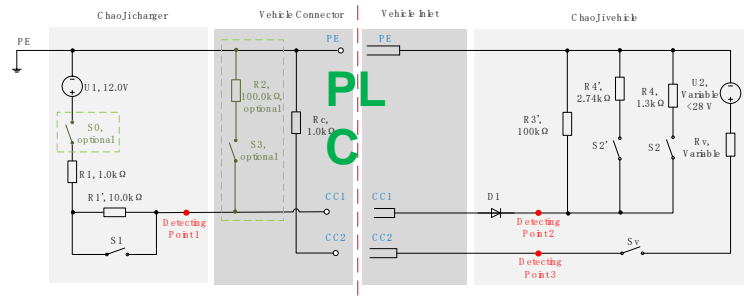 ChaoJicharger
Vehicle Connector
Vehicle Inlet
ChaoJivehicle
PE
PE
PE
U1, 12.0V
S0,
optional
R1, 1.0kΩ
R1', 10.0kΩ
S1
Detecting
Point1
R2,
100.0kΩ,
optional
S3,
optional
Rc,
1.0kΩ
PL
C
CC1
CC2
CC1
CC2
D1
Detecting
Point2
Detecting
Point3
R3',
100kΩ
R4',
2.74kΩ
S2'
R4,
1.3kΩ
S2
U2,
Variable
<28V
Rv,
Variable
Sv